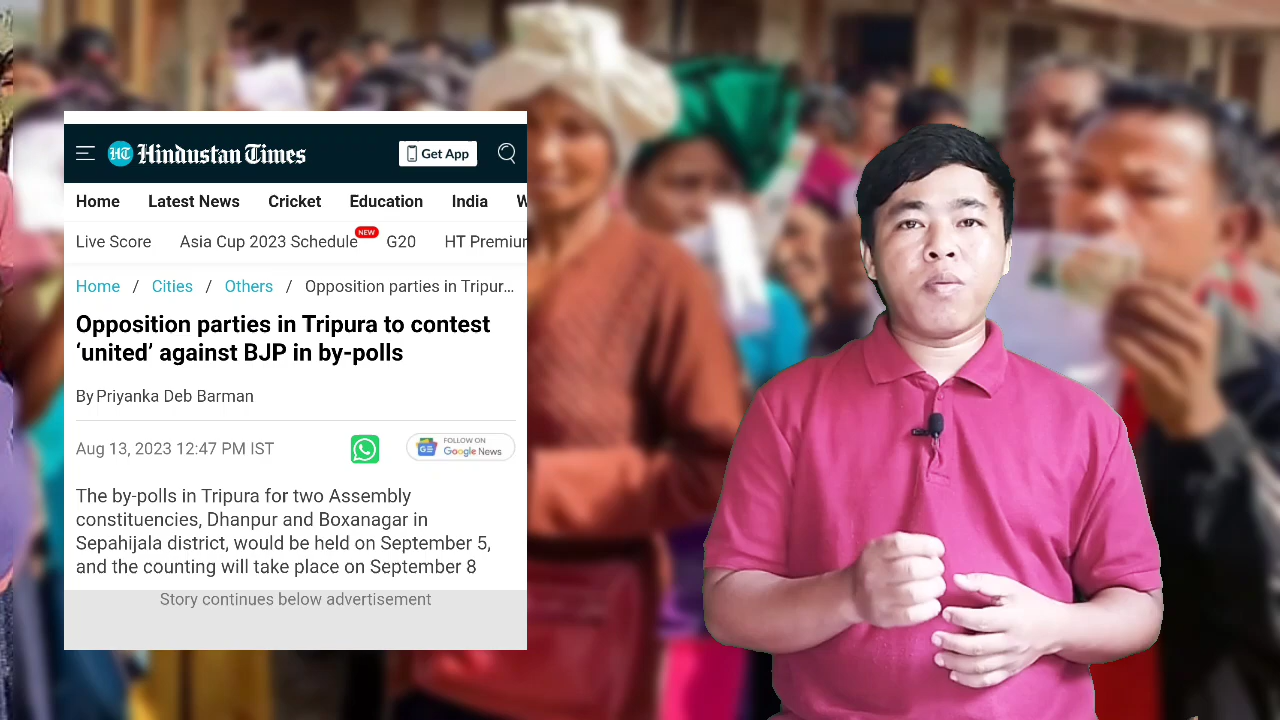 HT Hindustan Times
Get App
Home Latest News Cricket Education India W
Live Score Asia Cup 2023 Schedule NEW G20 HT Premium
Home / Cities / Others / Opposition parties in Tripur...
Opposition parties in Tripura to contest
‘united’ against BJP in by-polls
By Priyanka Deb Barman
Aug 13, 2023 12:47 PM IST
FOLLOW ON
Google News
The by-polls in Tripura for two Assembly
constituencies, Dhanpur and Boxanagar in
Sepahijala district, would be held on September 5,
and the counting will take place on September 8
Story continues below advertisement